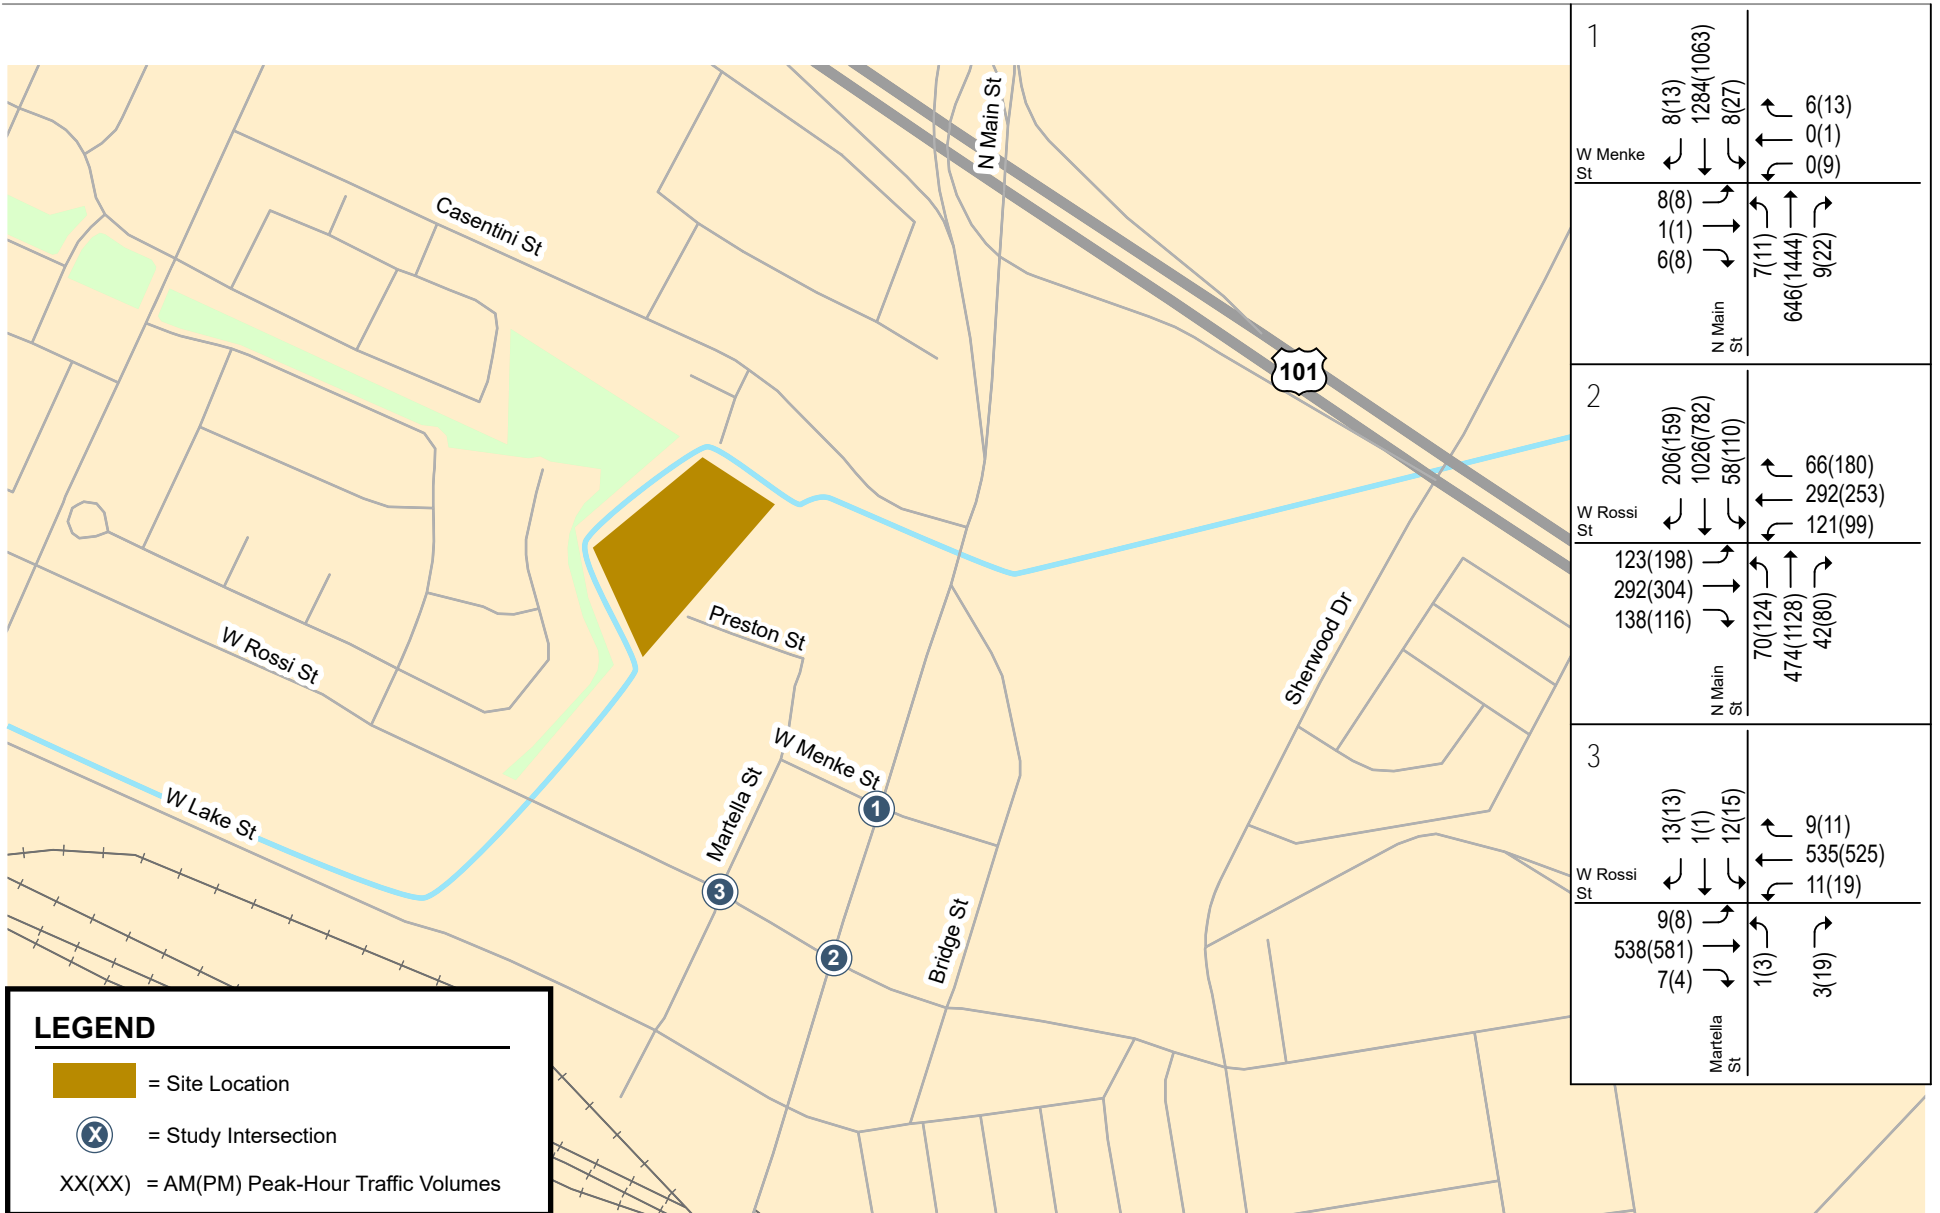 N Main St
Casentini St
101
Preston St
W Rossi St
Sherwood Dr
W Menke St
1
W Lake St
Martella St
3
2
Bridge St
LEGEND
= Site Location
X = Study Intersection
XX(XX) = AM(PM) Peak-Hour Traffic Volumes
1
8(13)
1284(1063)
8(27)
6(13)
0(1)
0(9)
W Menke
St
8(8)
1(1)
6(8)
7(11)
646(1444)
9(22)
N Main
St
2
206(159)
1026(782)
58(110)
66(180)
292(253)
121(99)
W Rossi
St
123(198)
292(304)
138(116)
70(124)
474(1128)
42(80)
N Main
St
3
13(13)
1(1)
12(15)
9(11)
535(525)
11(19)
W Rossi
St
9(8)
538(581)
7(4)
1(3)
3(19)
Martella
St